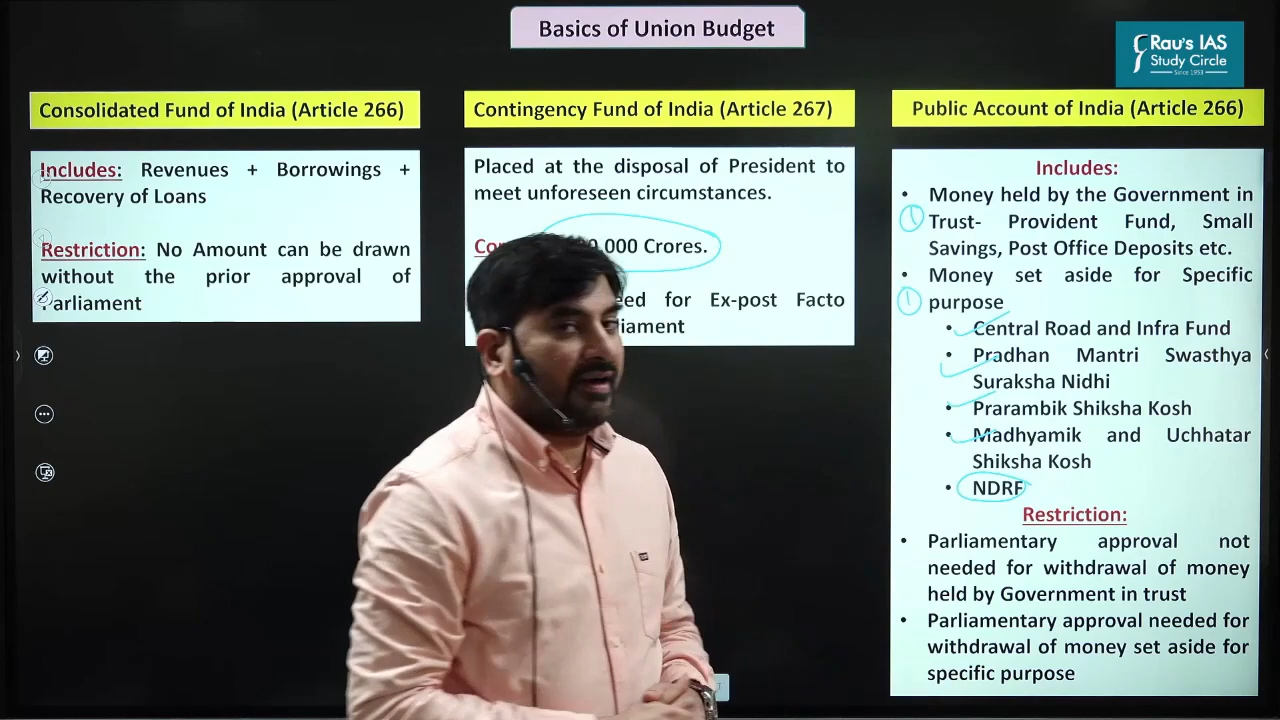 Basics of Union Budget
Rau's IAS
Study Circle
Since 1953
Consolidated Fund of India (Article 266)
Includes: Revenues + Borrowings +
Recovery of Loans
Restriction: No Amount can be drawn
without the prior approval of
Parliament
Contingency Fund of India (Article 267)
Placed at the disposal of President to
meet unforeseen circumstances.
000 Crores.
for Ex-post Facto
Public Account of India (Article 266)
Includes:
• Money held by the Government in
Trust- Provident Fund, Small
Savings, Post Office Deposits etc.
• Money set aside for Specific
purpose
• Central Road and Infra Fund
• Pradhan Mantri Swasthya
Suraksha Nidhi
• Prarambik Shiksha Kosh
• Madhyamik and Uchhatar
Shiksha Kosh
• NDRF
Restriction:
• Parliamentary approval not
needed for withdrawal of money
held by Government in trust
• Parliamentary approval needed for
withdrawal of money set aside for
specific purpose